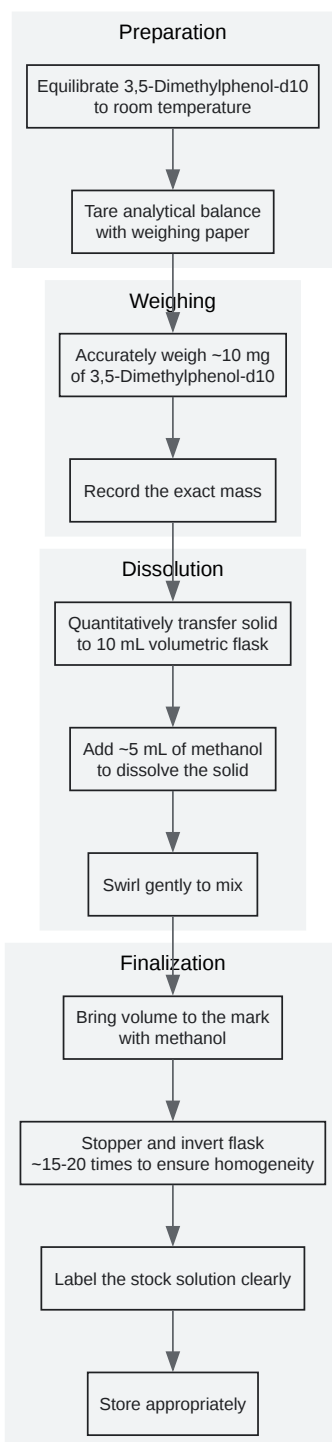 Preparation
Equilibrate 3,5-Dimethylphenol-d10
to room temperature
Tare analytical balance
with weighing paper
Weighing
Accurately weigh ~10 mg
of 3,5-Dimethylphenol-d10
Record the exact mass
Dissolution
Quantitatively transfer solid
to 10 mL volumetric flask
Add ~5 mL of methanol
to dissolve the solid
Swirl gently to mix
Finalization
Bring volume to the mark
with methanol
Stopper and invert flask
~15-20 times to ensure homogeneity
Label the stock solution clearly
Store appropriately